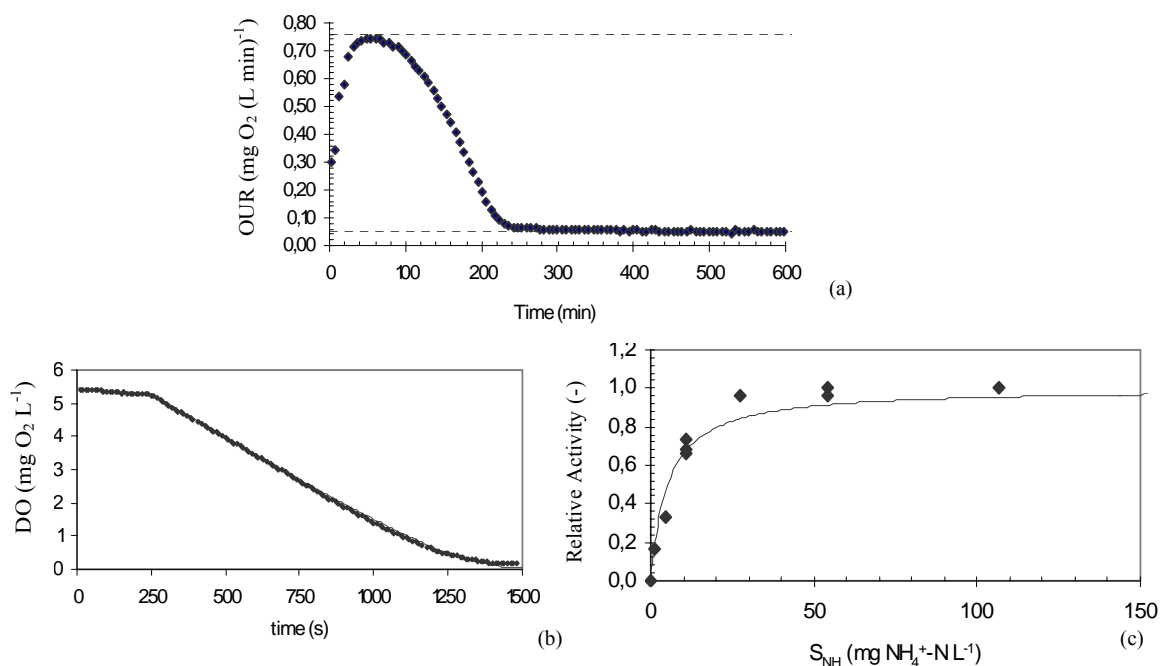 OUR (mg O₂ (L min)⁻¹
0,80
0,70
0,60
0,50
0,40
0,30
0,20
0,10
0,00
0 100 200 300 400 500 600
Time (min)
(a)
DO (mg O₂ L⁻¹)
6
5
4
3
2
1
0
0 250 500 750 1000 1250 1500
time (s)
(b)
Relative Activity (-)
1,2
1,0
0,8
0,6
0,4
0,2
0,0
0 50 100 150
S_NH (mg NH₄⁺-N L⁻¹)
(c)